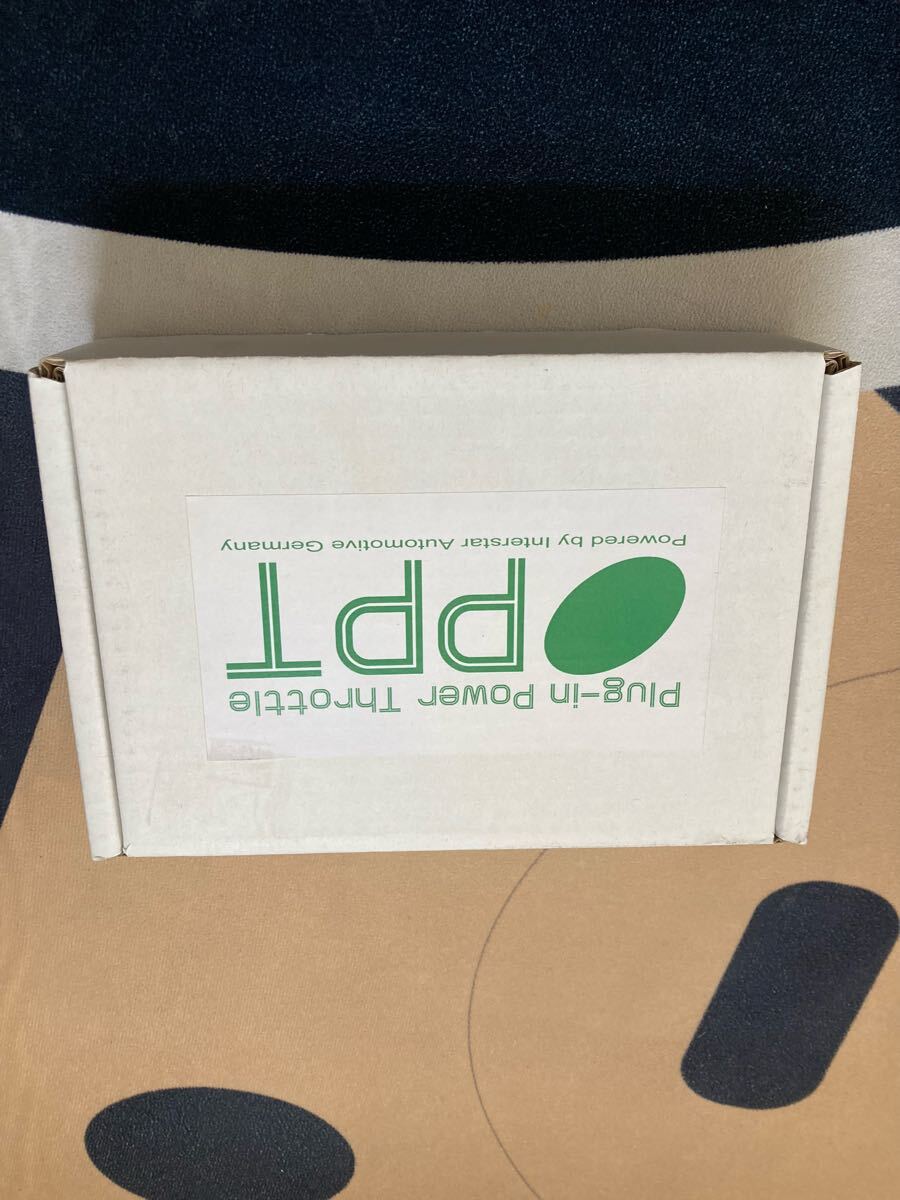 Plug-in Power Throttle
PPT
Powered by Interstar Automotive Germany